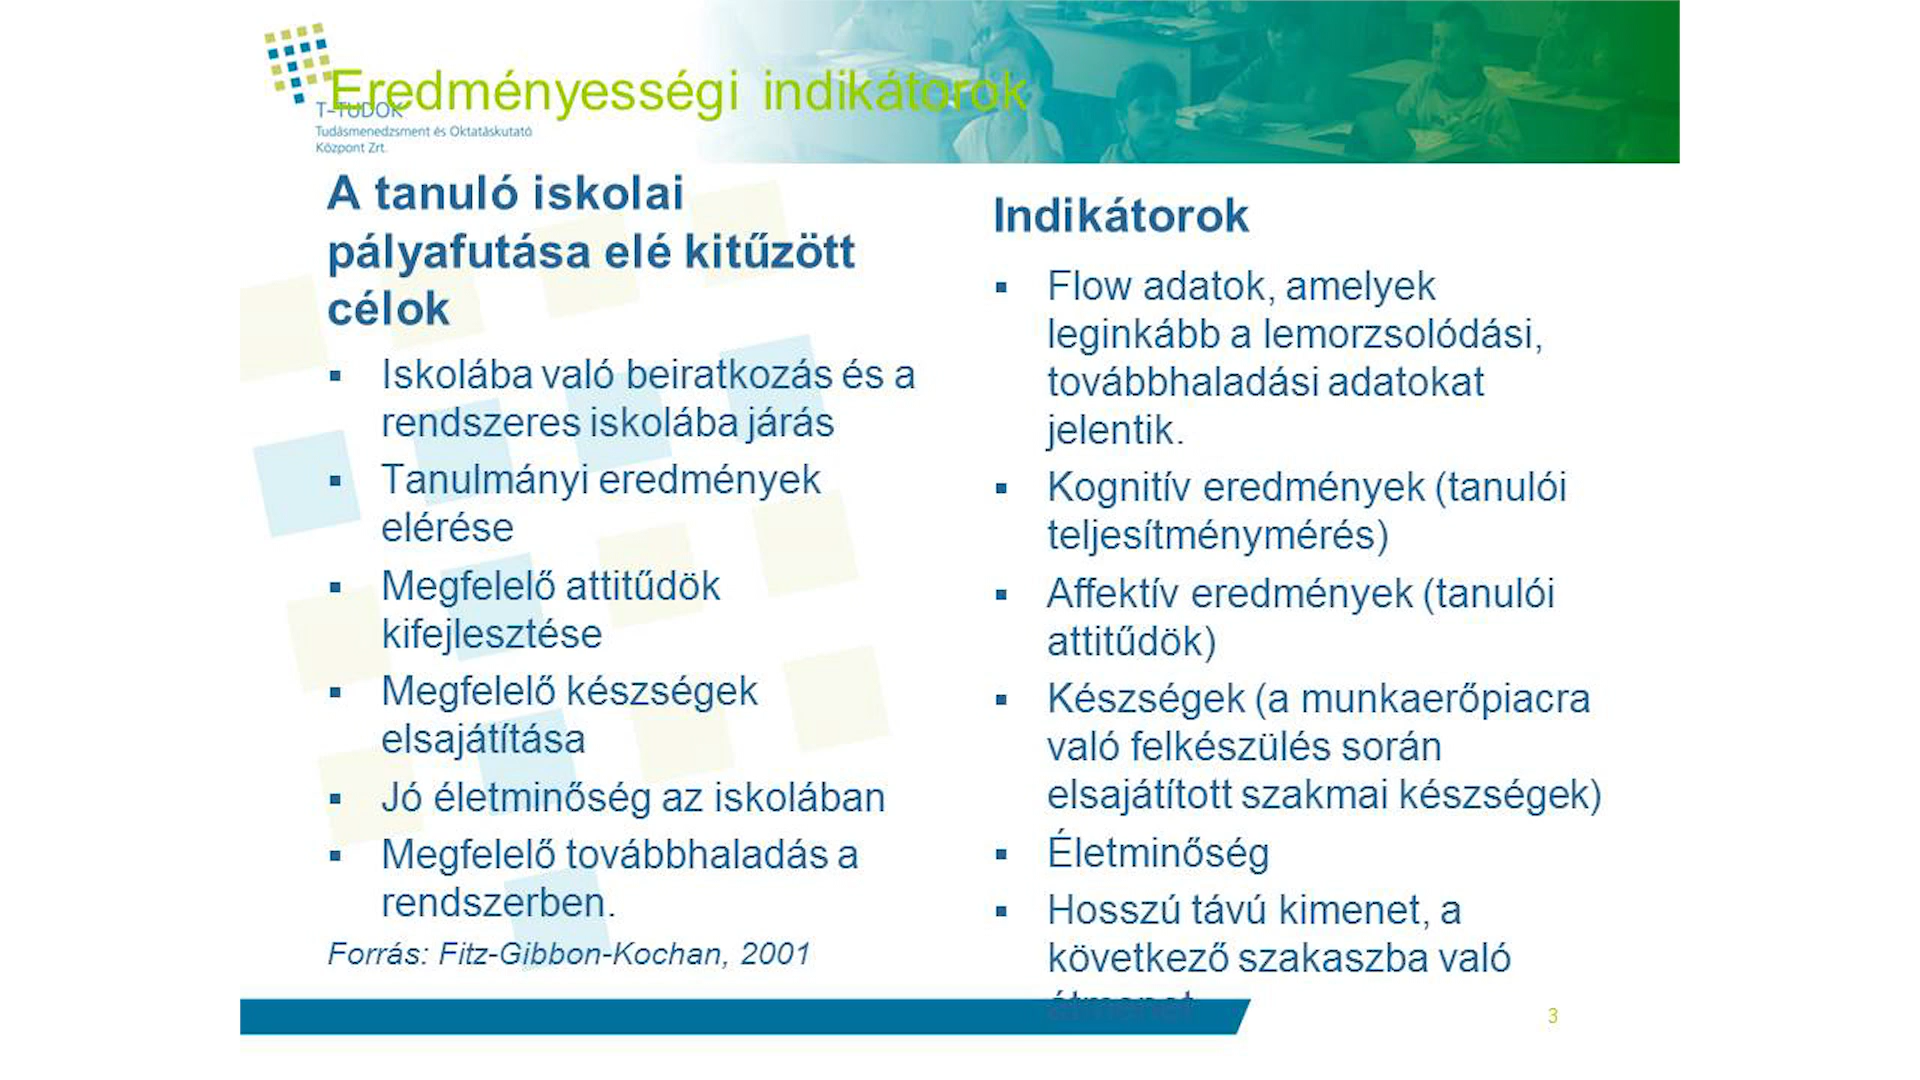 Eredményességi indikátorok
T-TUDOK
Tudásmenedzsment és Oktatáskutató
Központ Zrt.
A tanuló iskolai
pályafutása elé kitűzött
célok
▪ Iskolába való beiratkozás és a
rendszeres iskolába járás
▪ Tanulmányi eredmények
elérése
▪ Megfelelő attitűdök
kifejlesztése
▪ Megfelelő készségek
elsajátítása
▪ Jó életminőség az iskolában
▪ Megfelelő továbbhaladás a
rendszerben.
Forrás: Fitz-Gibbon-Kochan, 2001
Indikátorok
▪ Flow adatok, amelyek
leginkább a lemorzsolódási,
továbbhaladási adatokat
jelentik.
▪ Kognitív eredmények (tanulói
teljesítménymérés)
▪ Affektív eredmények (tanulói
attitűdök)
▪ Készségek (a munkaerőpiacra
való felkészülés során
elsajátított szakmai készségek)
▪ Életminőség
▪ Hosszú távú kimenet, a
következő szakaszba való
átmenet
3